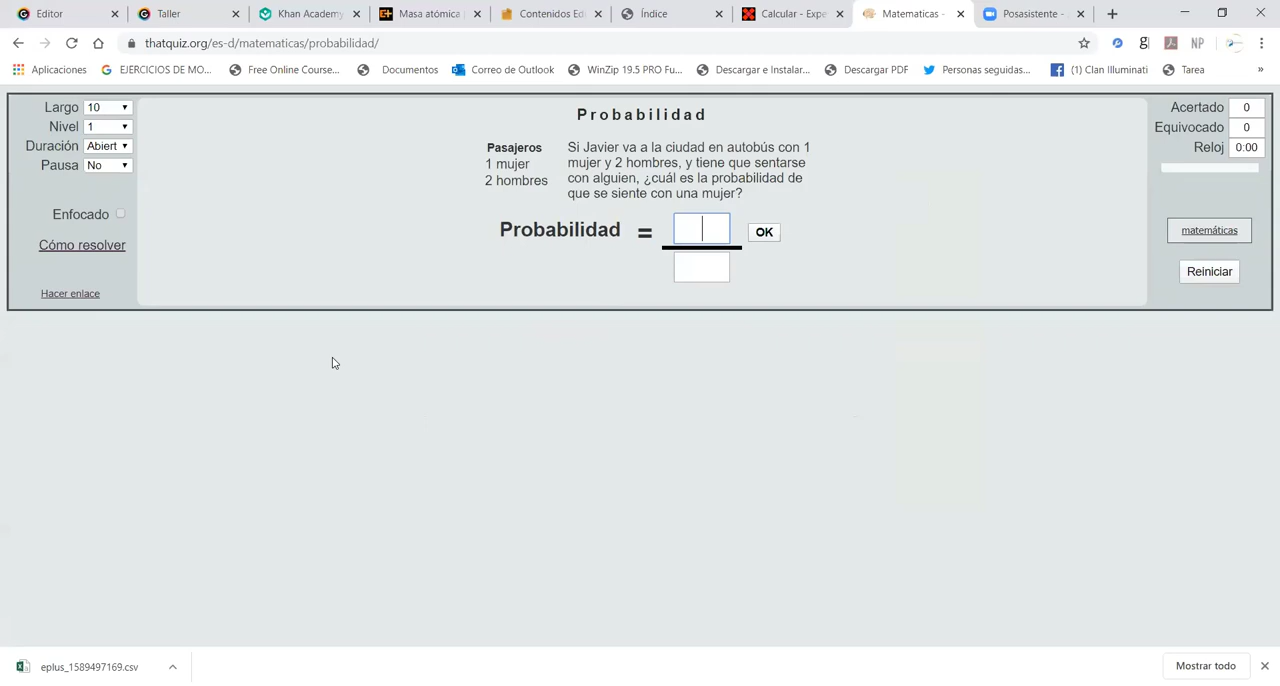 Editor
Taller
Khan Academy
Masa atómica
Contenidos Ed
Índice
Calcular - Expe
Matematicas -
Posasistente -
thatquiz.org/es-d/matematicas/probabilidad/
NP
Aplicaciones
EJERCICIOS DE MO...
Free Online Course...
Documentos
Correo de Outlook
WinZip 19.5 PRO Fu...
Descargar e Instalar...
Descargar PDF
Personas seguidas...
(1) Clan Illuminati
Tarea
»
Largo 10
Nivel 1
Duración Abiert
Pausa No
Enfocado
Cómo resolver
Hacer enlace
Probabilidad
Pasajeros
1 mujer
2 hombres
Si Javier va a la ciudad en autobús con 1
mujer y 2 hombres, y tiene que sentarse
con alguien, ¿cuál es la probabilidad de
que se siente con una mujer?
Probabilidad =
OK
Acertado 0
Equivocado 0
Reloj 0:00
matemáticas
Reiniciar
eplus_1589497169.csv
Mostrar todo